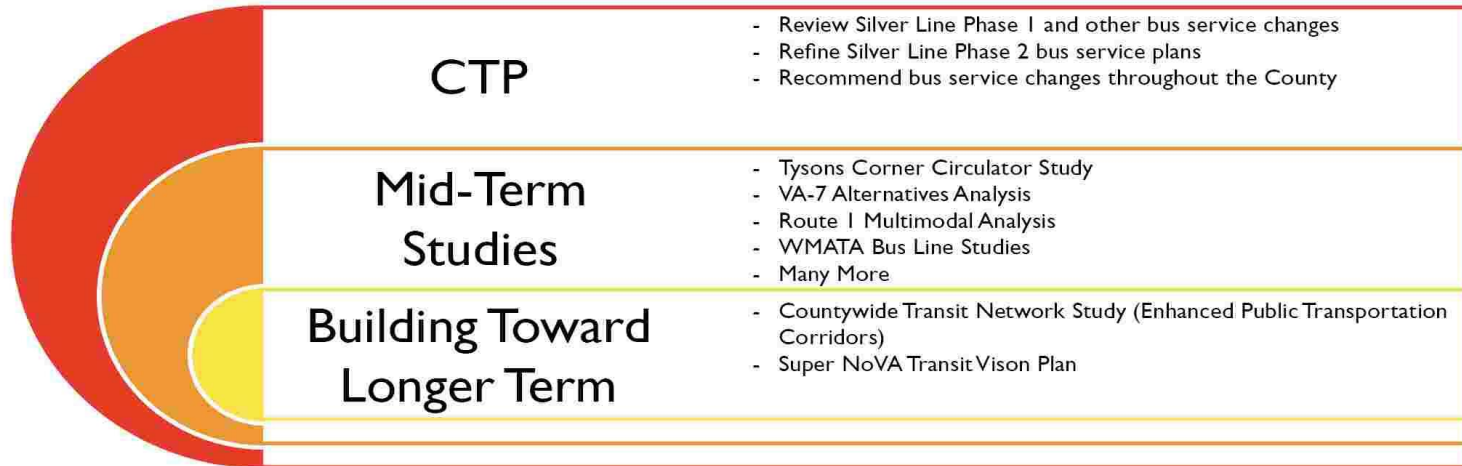 CTP
- Review Silver Line Phase 1 and other bus service changes
- Refine Silver Line Phase 2 bus service plans
- Recommend bus service changes throughout the County
Mid-Term
Studies
- Tysons Corner Circulator Study
- VA-7 Alternatives Analysis
- Route 1 Multimodal Analysis
- WMATA Bus Line Studies
- Many More
Building Toward
Longer Term
- Countywide Transit Network Study (Enhanced Public Transportation
Corridors)
- Super NoVA Transit Vison Plan